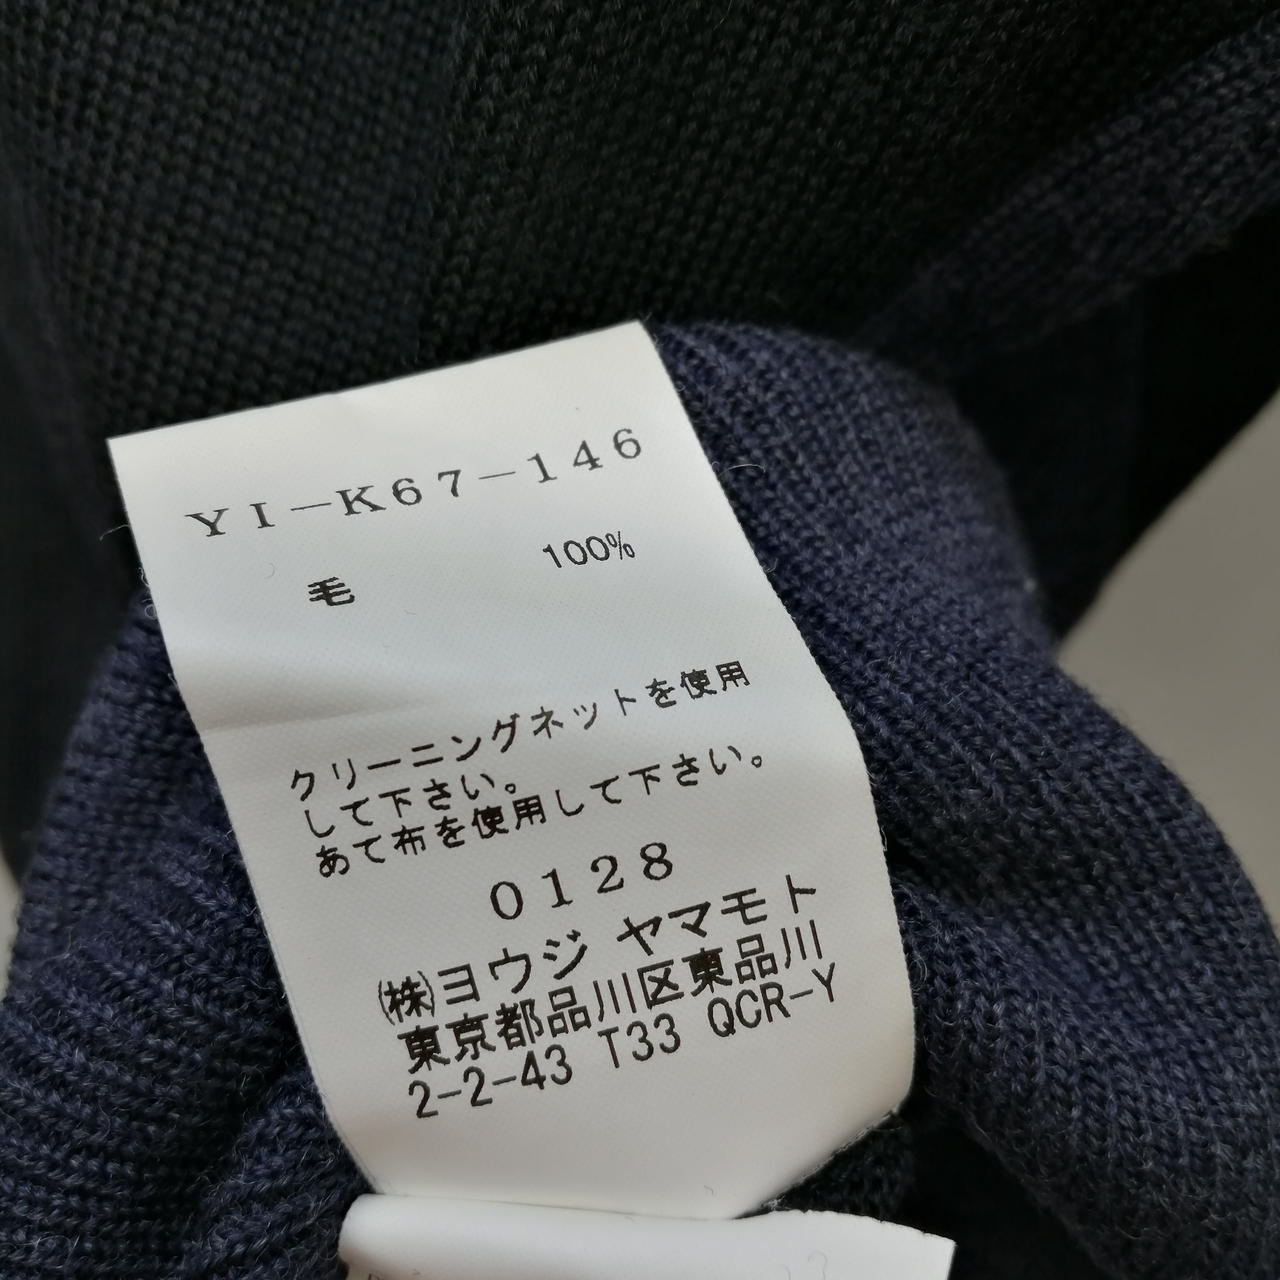 YI-K67-146
毛 100%
クリーニングネットを使用
して下さい。
あて布を使用して下さい。
0128
㈱ヨウジ ヤマモト
東京都品川区東品川
2-2-43 T33 QCR-Y